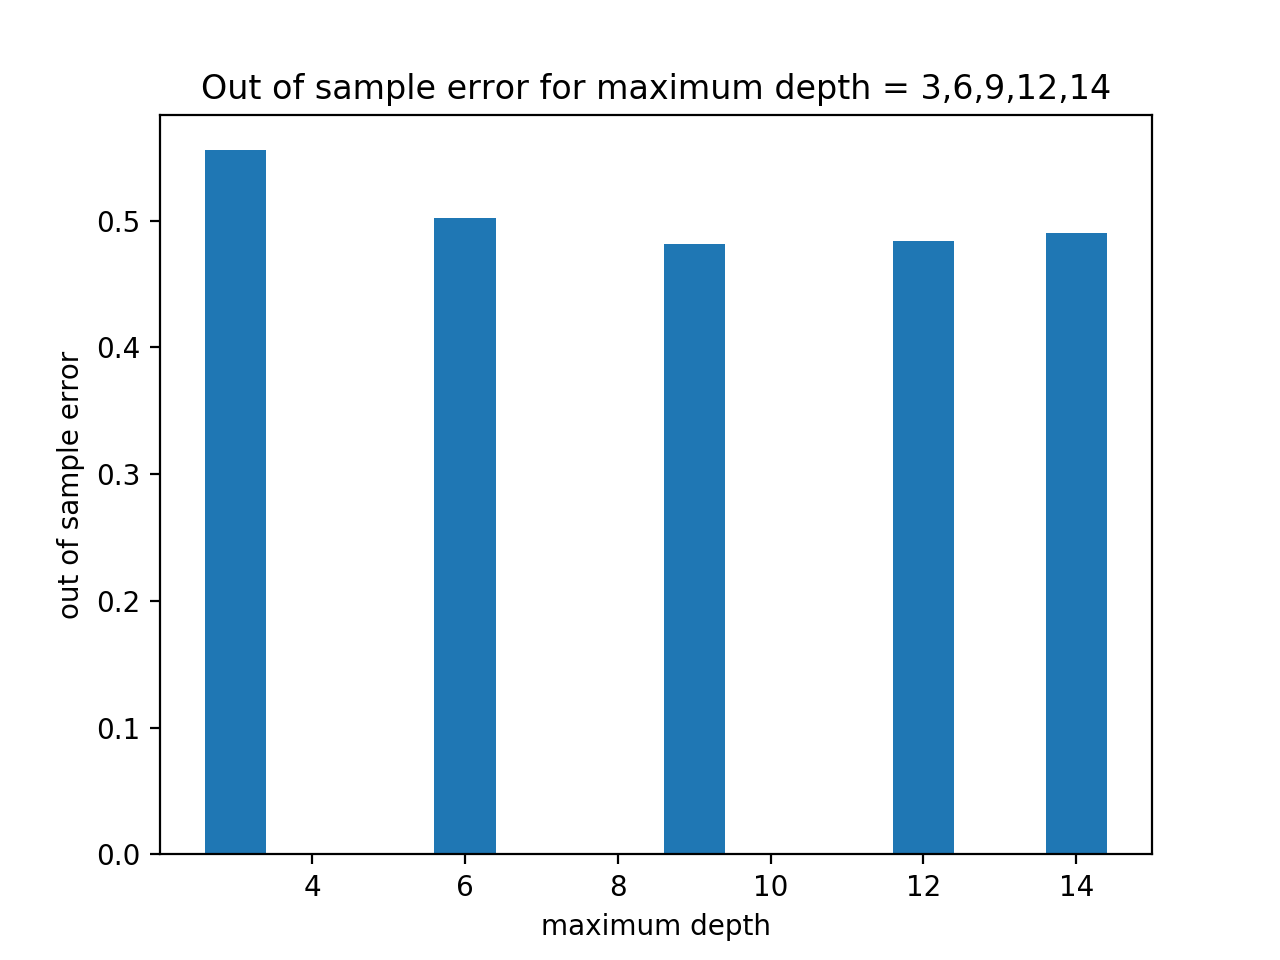 Out of sample error for maximum depth = 3,6,9,12,14
0.5
0.4
0.3
0.2
0.1
0.0
out of sample error
4 6 8 10 12 14
maximum depth